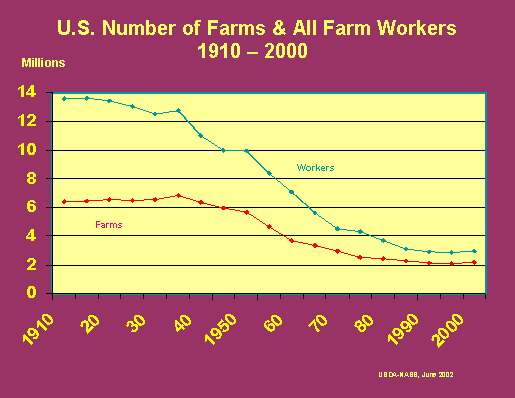 U.S. Number of Farms & All Farm Workers
1910 – 2000
Millions
14
12
10
8
6
4
2
0
Workers
Farms
1910 20 30 40 1950 60 70 80 1990 2000
USDA-NASS, June 2002